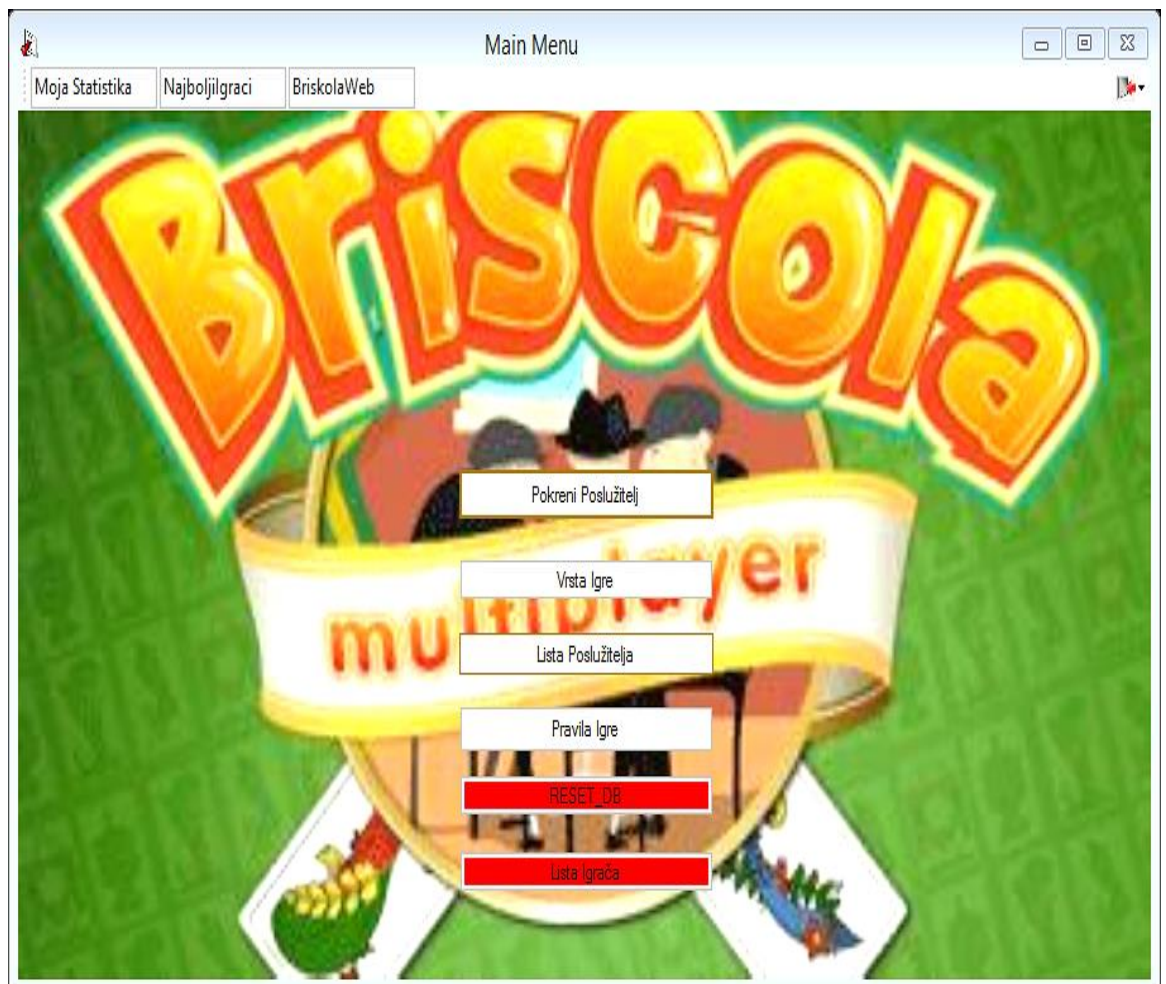 Main Menu
Moja Statistika NajboljiIgraci BriskolaWeb
Briscola
Pokreni Poslužitelj
multiplayer
Vrsta Igre
Lista Poslužitelja
Pravila Igre
RESET_DB
Lista Igrača